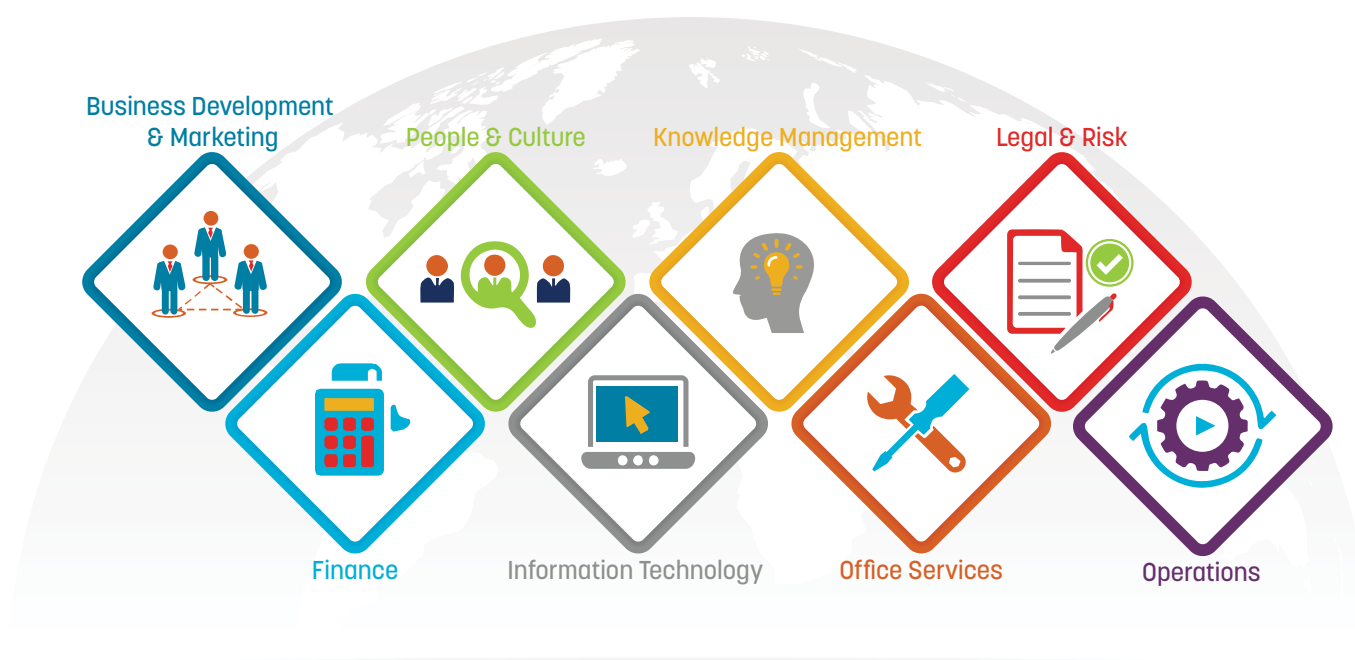 Business Development
& Marketing
People & Culture
Knowledge Management
Legal & Risk
Finance
Information Technology
Office Services
Operations